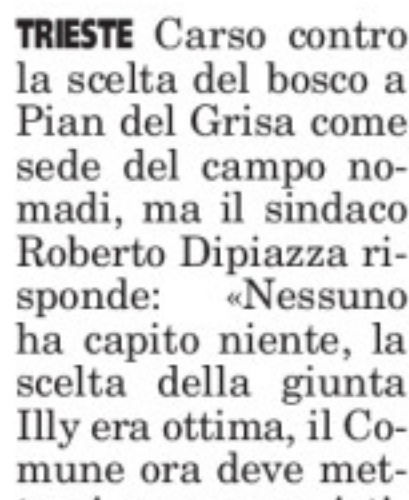 TRIESTE Carso contro
la scelta del bosco a
Pian del Grisa come
sede del campo no-
madi, ma il sindaco
Roberto Dipiazza ri-
sponde: «Nessuno
ha capito niente, la
scelta della giunta
Illy era ottima, il Co-
mune ora deve met-